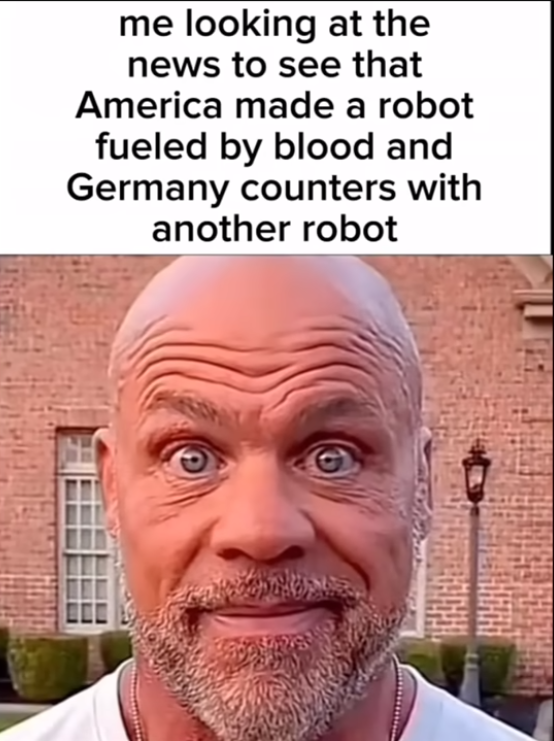 me looking at the
news to see that
America made a robot
fueled by blood and
Germany counters with
another robot